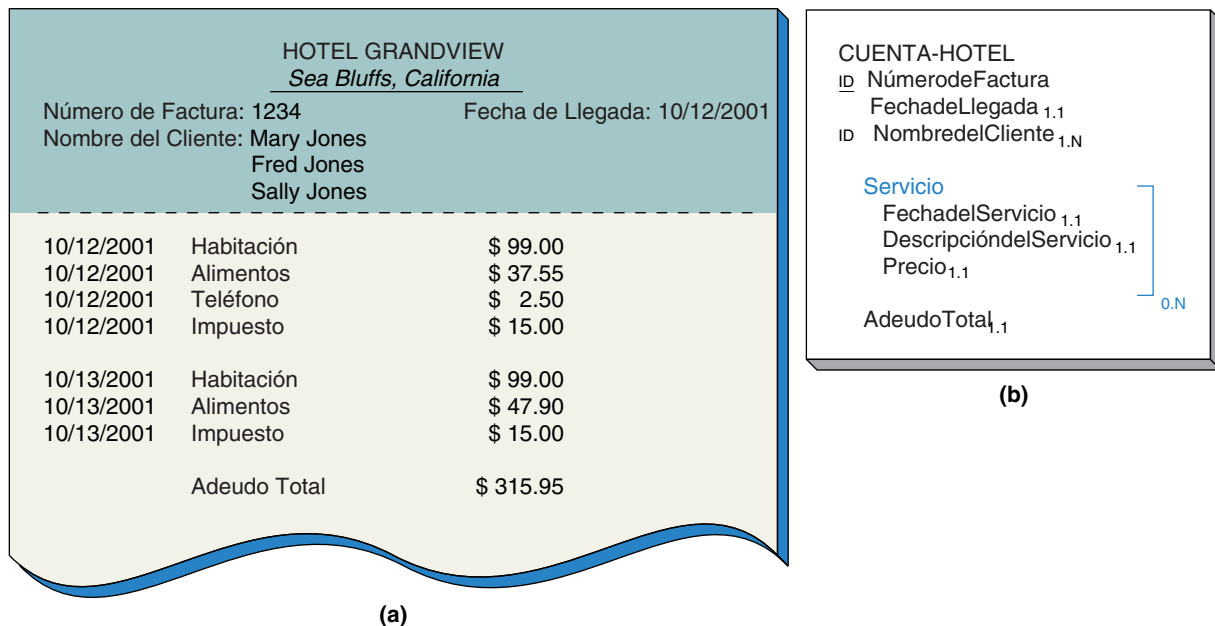 HOTEL GRANDVIEW
Sea Bluffs, California
Número de Factura: 1234 Fecha de Llegada: 10/12/2001
Nombre del Cliente: Mary Jones
Fred Jones
Sally Jones
10/12/2001 Habitación $ 99.00
10/12/2001 Alimentos $ 37.55
10/12/2001 Teléfono $ 2.50
10/12/2001 Impuesto $ 15.00
10/13/2001 Habitación $ 99.00
10/13/2001 Alimentos $ 47.90
10/13/2001 Impuesto $ 15.00
Adeudo Total $ 315.95
(a)
CUENTA-HOTEL
ID NúmerodeFactura
FechadeLlegada 1.1
ID NombredelCliente 1.N
Servicio
FechadelServicio 1.1
DescripcióndelServicio 1.1
Precio 1.1
0.N
AdeudoTotal 1.1
(b)